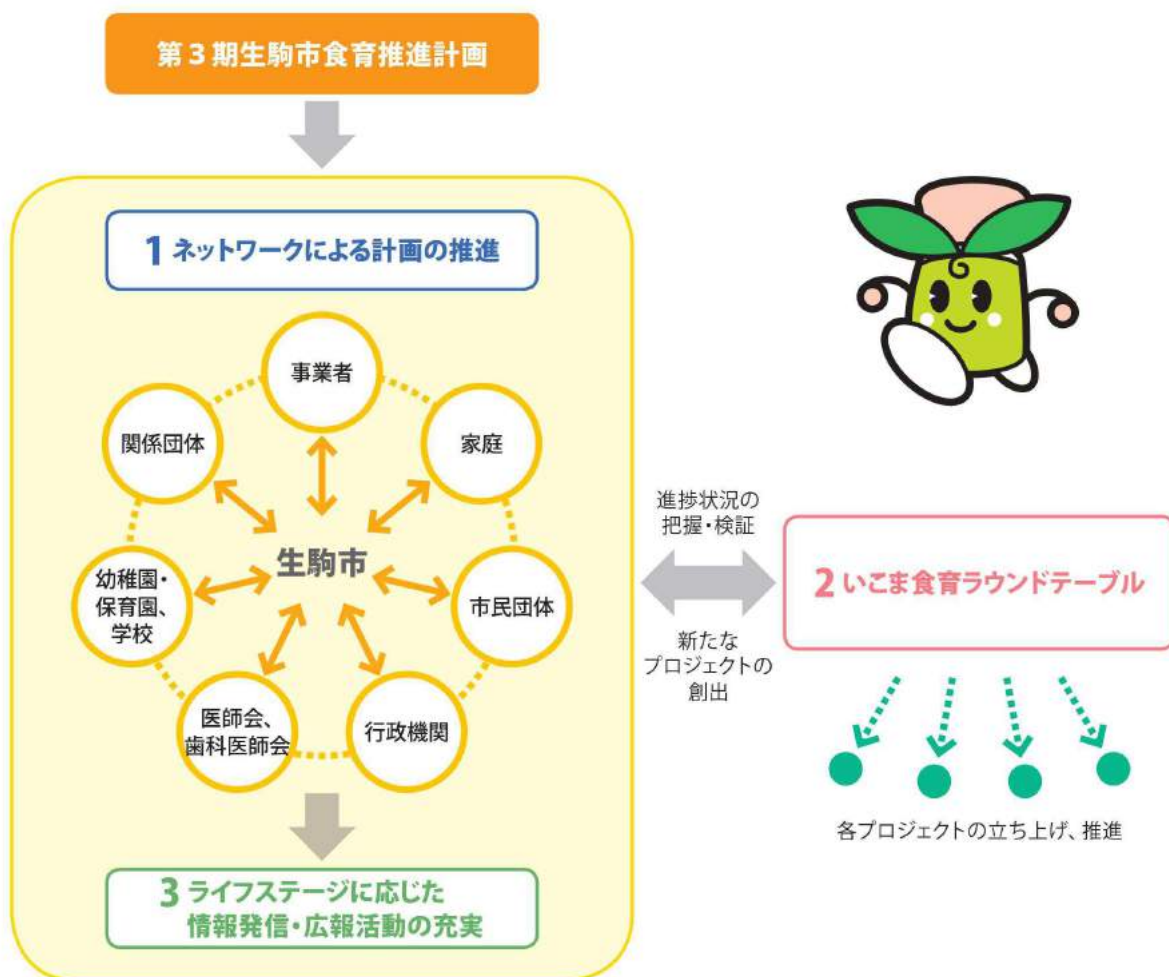 第3期生駒市食育推進計画
1 ネットワークによる計画の推進
事業者
関係団体
家庭
生駒市
幼稚園・
保育園、
学校
市民団体
医師会、
歯科医師会
行政機関
3 ライフステージに応じた
情報発信・広報活動の充実
進捗状況の
把握・検証
新たな
プロジェクトの
創出
2 いこま食育ラウンドテーブル
各プロジェクトの立ち上げ、推進